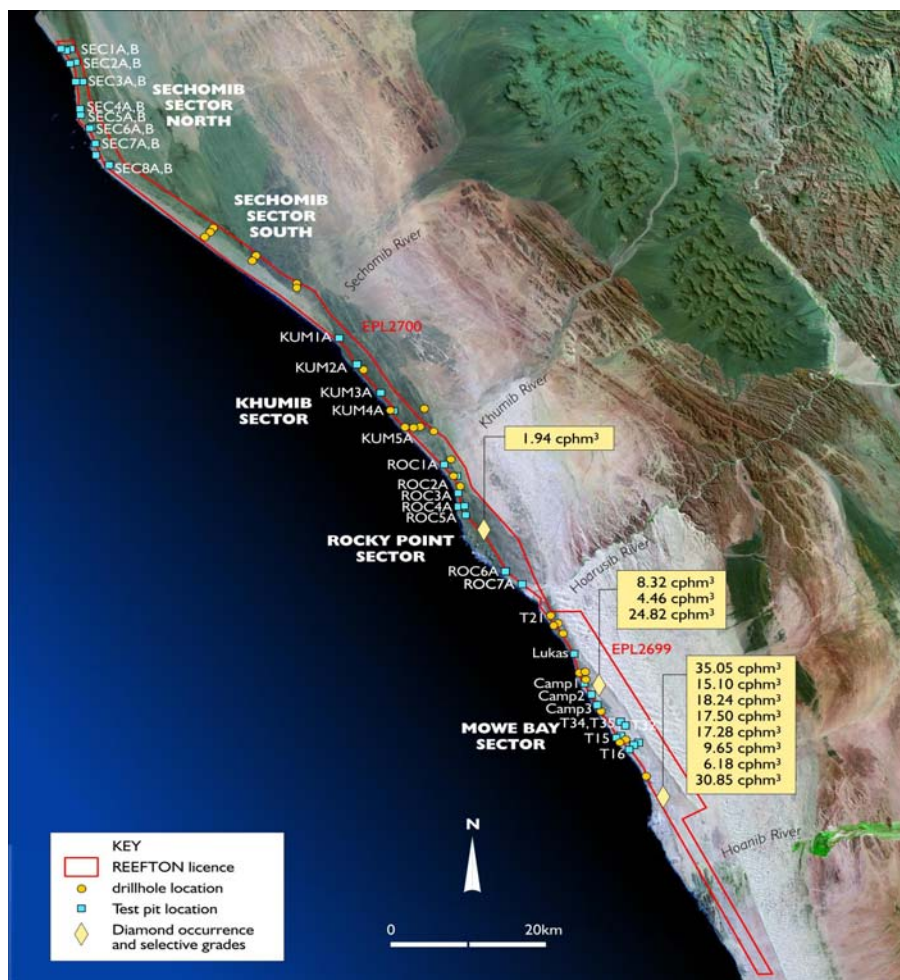 SEC1A,B
SEC2A,B
SEC3A,B
SECHOMIB
SECTOR
NORTH
SEC4A,B
SEC5A,B
SEC6A,B
SEC7A,B
SEC8A,B
SECHOMIB
SECTOR
SOUTH
Sechomib River
EPL2700
KUM1A
KUM2A
KUM3A
KHUMIB
SECTOR
KUM4A
KUM5A
Khumib River
1.94 cphm³
ROC1A
ROC2A
ROC3A
ROC4A
ROC5A
ROCKY POINT
SECTOR
ROC6A
ROC7A
Hoarusib River
8.32 cphm³
4.46 cphm³
24.82 cphm³
T21
Lukas
EPL2699
Camp1
Camp2
Camp3
35.05 cphm³
15.10 cphm³
18.24 cphm³
17.50 cphm³
17.28 cphm³
9.65 cphm³
6.18 cphm³
30.85 cphm³
MOWE BAY
SECTOR
T34,T35
T15
T16
Hoanib River
N
0 20km
KEY
REEFTON licence
drillhole location
Test pit location
Diamond occurrence
and selective grades